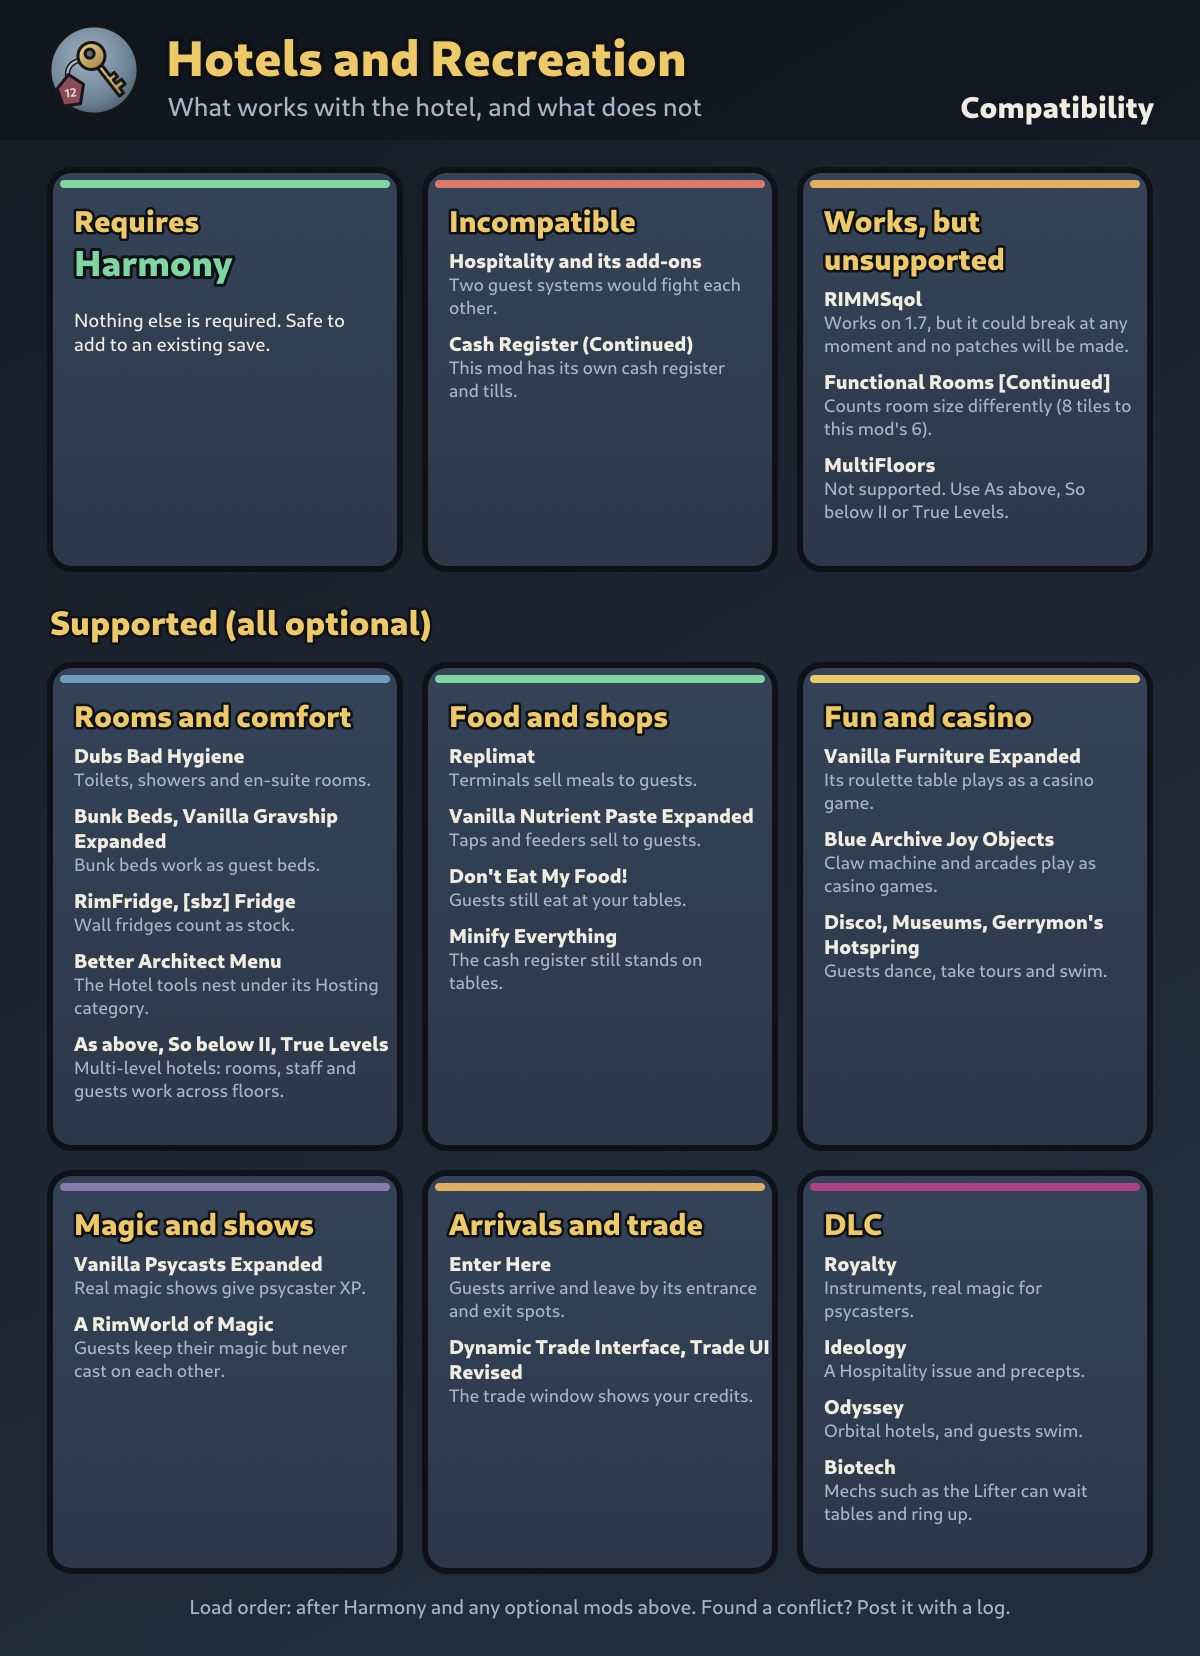 12
Hotels and Recreation
What works with the hotel, and what does not
Compatibility
Requires
Harmony
Nothing else is required. Safe to
add to an existing save.
Incompatible
Hospitality and its add-ons
Two guest systems would fight each
other.
Cash Register (Continued)
This mod has its own cash register
and tills.
Works, but
unsupported
RIMMSqol
Works on 1.7, but it could break at any
moment and no patches will be made.
Functional Rooms [Continued]
Counts room size differently (8 tiles to
this mod's 6).
MultiFloors
Not supported. Use As above, So
below II or True Levels.
Supported (all optional)
Rooms and comfort
Dubs Bad Hygiene
Toilets, showers and en-suite rooms.
Bunk Beds, Vanilla Gravship
Expanded
Bunk beds work as guest beds.
RimFridge, [sbz] Fridge
Wall fridges count as stock.
Better Architect Menu
The Hotel tools nest under its Hosting
category.
As above, So below II, True Levels
Multi-level hotels: rooms, staff and
guests work across floors.
Food and shops
Replimat
Terminals sell meals to guests.
Vanilla Nutrient Paste Expanded
Taps and feeders sell to guests.
Don't Eat My Food!
Guests still eat at your tables.
Minify Everything
The cash register still stands on
tables.
Fun and casino
Vanilla Furniture Expanded
Its roulette table plays as a casino
game.
Blue Archive Joy Objects
Claw machine and arcades play as
casino games.
Disco!, Museums, Gerrymon's
Hotspring
Guests dance, take tours and swim.
Magic and shows
Vanilla Psycasts Expanded
Real magic shows give psycaster XP.
A RimWorld of Magic
Guests keep their magic but never
cast on each other.
Arrivals and trade
Enter Here
Guests arrive and leave by its entrance
and exit spots.
Dynamic Trade Interface, Trade UI
Revised
The trade window shows your credits.
DLC
Royalty
Instruments, real magic for
psycasters.
Ideology
A Hospitality issue and precepts.
Odyssey
Orbital hotels, and guests swim.
Biotech
Mechs such as the Lifter can wait
tables and ring up.
Load order: after Harmony and any optional mods above. Found a conflict? Post it with a log.